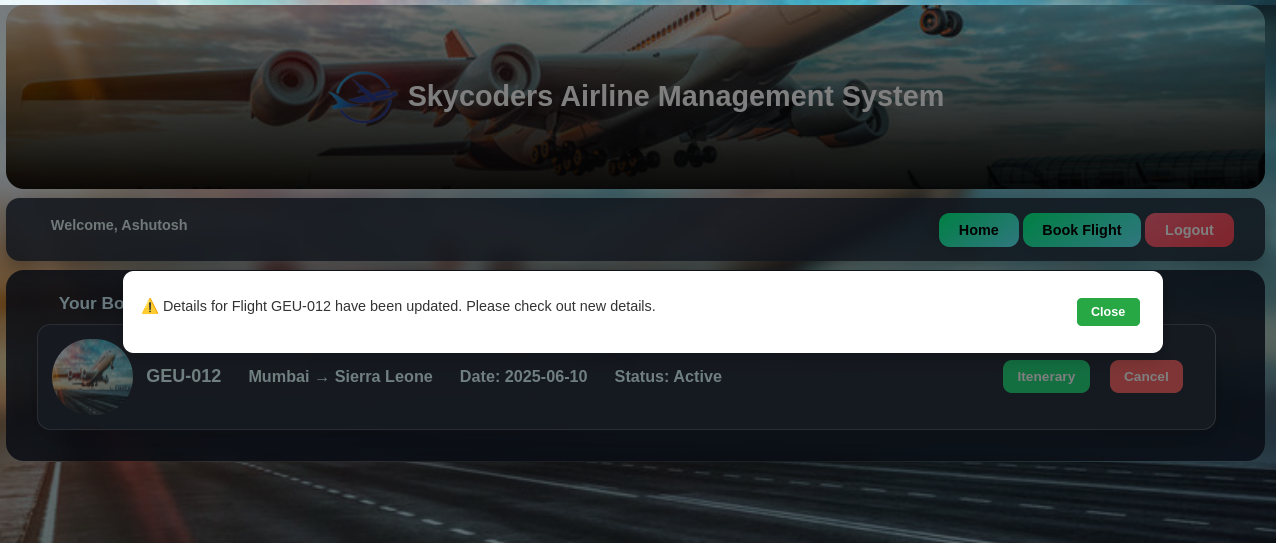 Skycoders Airline Management System
Welcome, Ashutosh
Home
Book Flight
Logout
⚠️ Details for Flight GEU-012 have been updated. Please check out new details.
Close
Your Bo
GEU-012
Mumbai → Sierra Leone
Date: 2025-06-10
Status: Active
Itenerary
Cancel